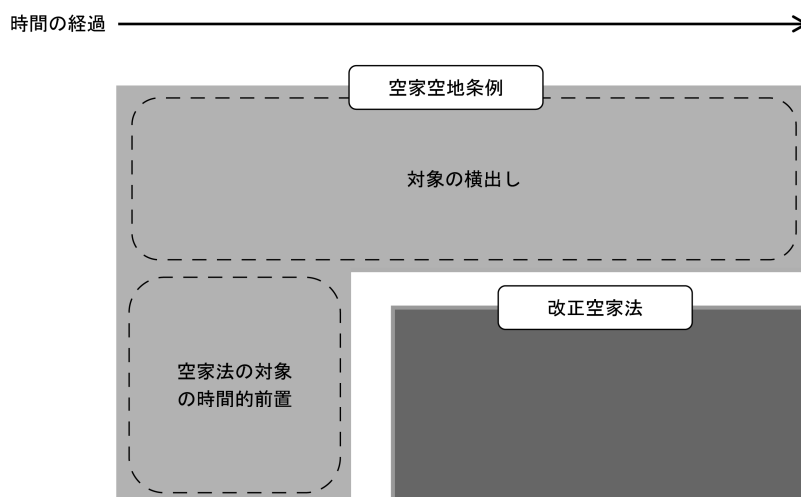 時間の経過
空家空地条例
対象の横出し
改正空家法
空家法の対象
の時間的前置